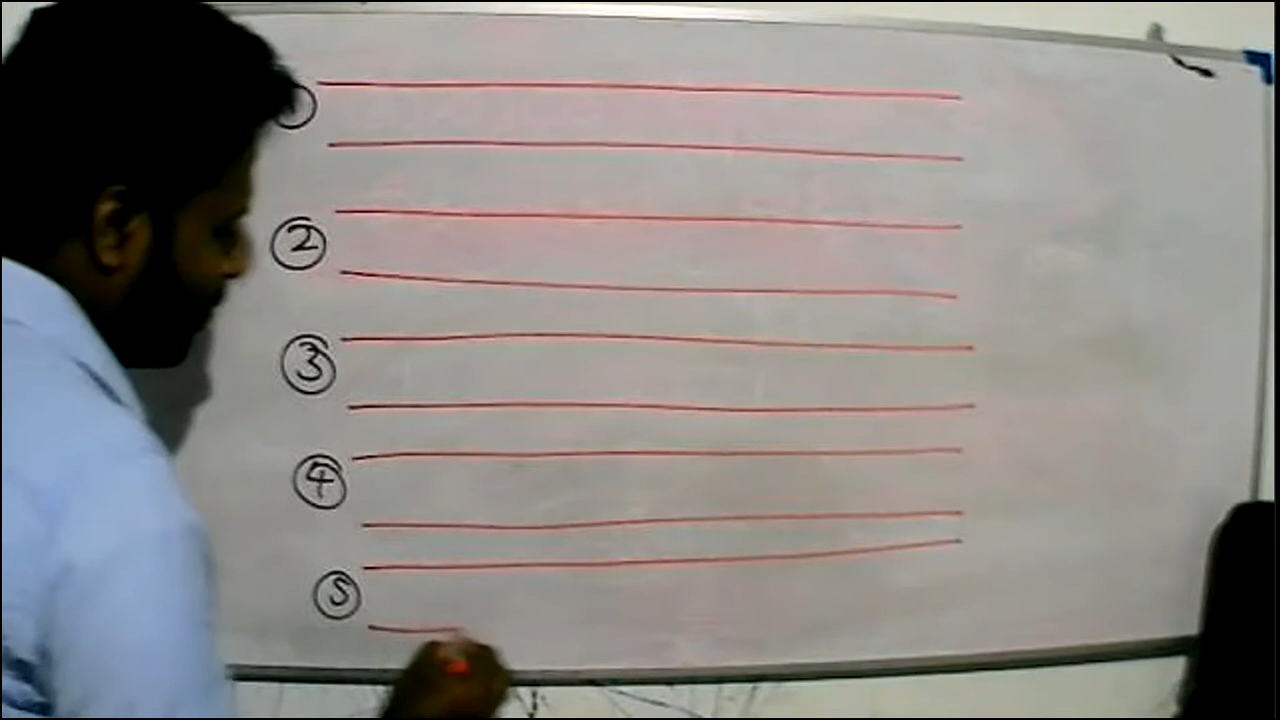 ②
③
④
⑤